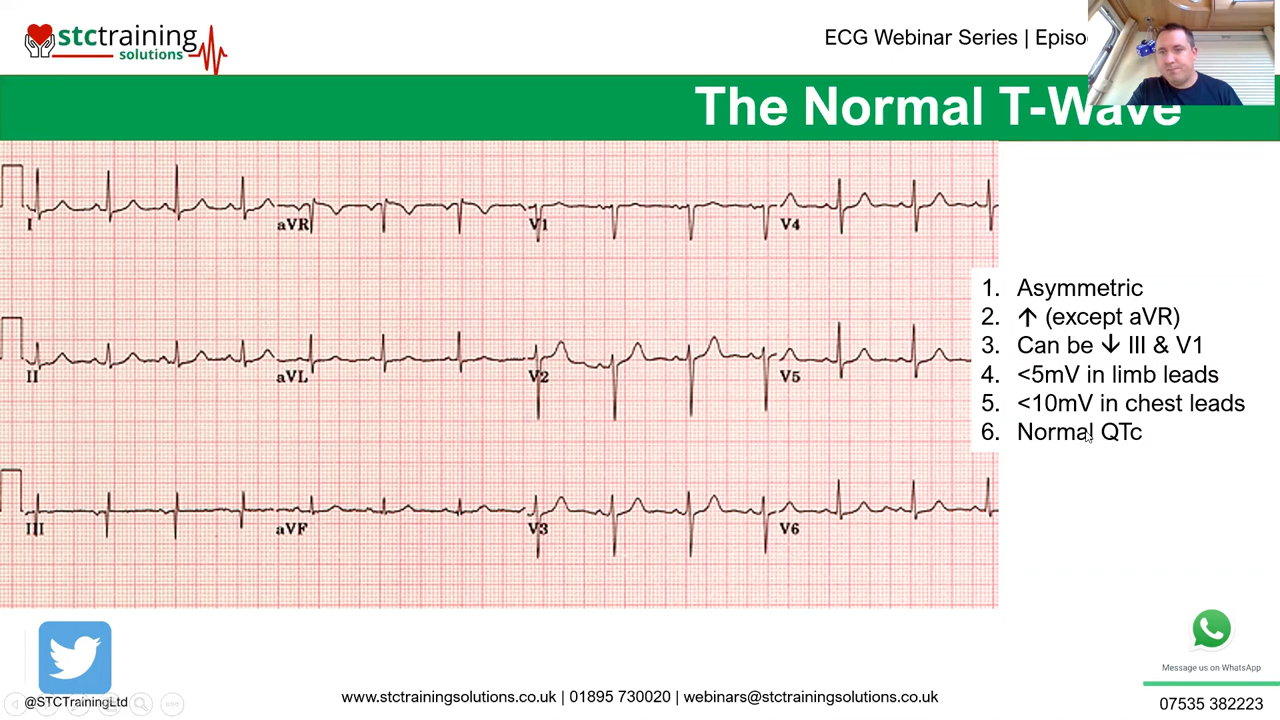 stctraining
solutions
ECG Webinar Series | Episo
The Normal T-Wave
I
aVR
V1
V4
II
aVL
V2
V5
III
aVF
V3
V6
1. Asymmetric
2. ↑ (except aVR)
3. Can be ↓ III & V1
4. <5mV in limb leads
5. <10mV in chest leads
6. Normal QTc
@STCTrainingLtd
www.stctrainingsolutions.co.uk | 01895 730020 | webinars@stctrainingsolutions.com
Message us on WhatsApp
07535 382223